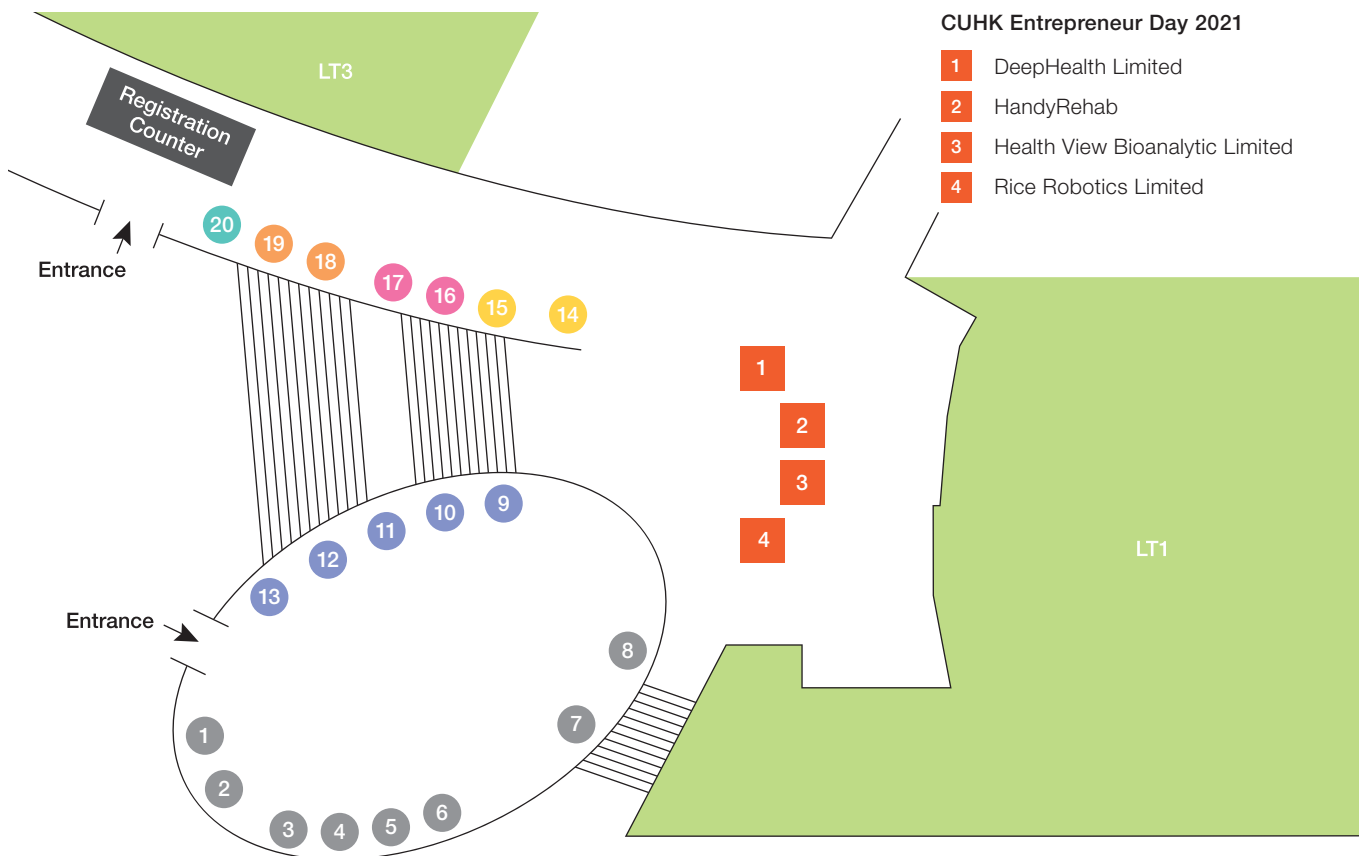 CUHK Entrepreneur Day 2021
1 DeepHealth Limited
2 HandyRehab
3 Health View Bioanalytic Limited
4 Rice Robotics Limited
LT3
Registration
Counter
Entrance
20
19
18
17
16
15
14
1
2
3
4
LT1
9
10
11
12
13
Entrance
8
7
1
2
3
4
5
6